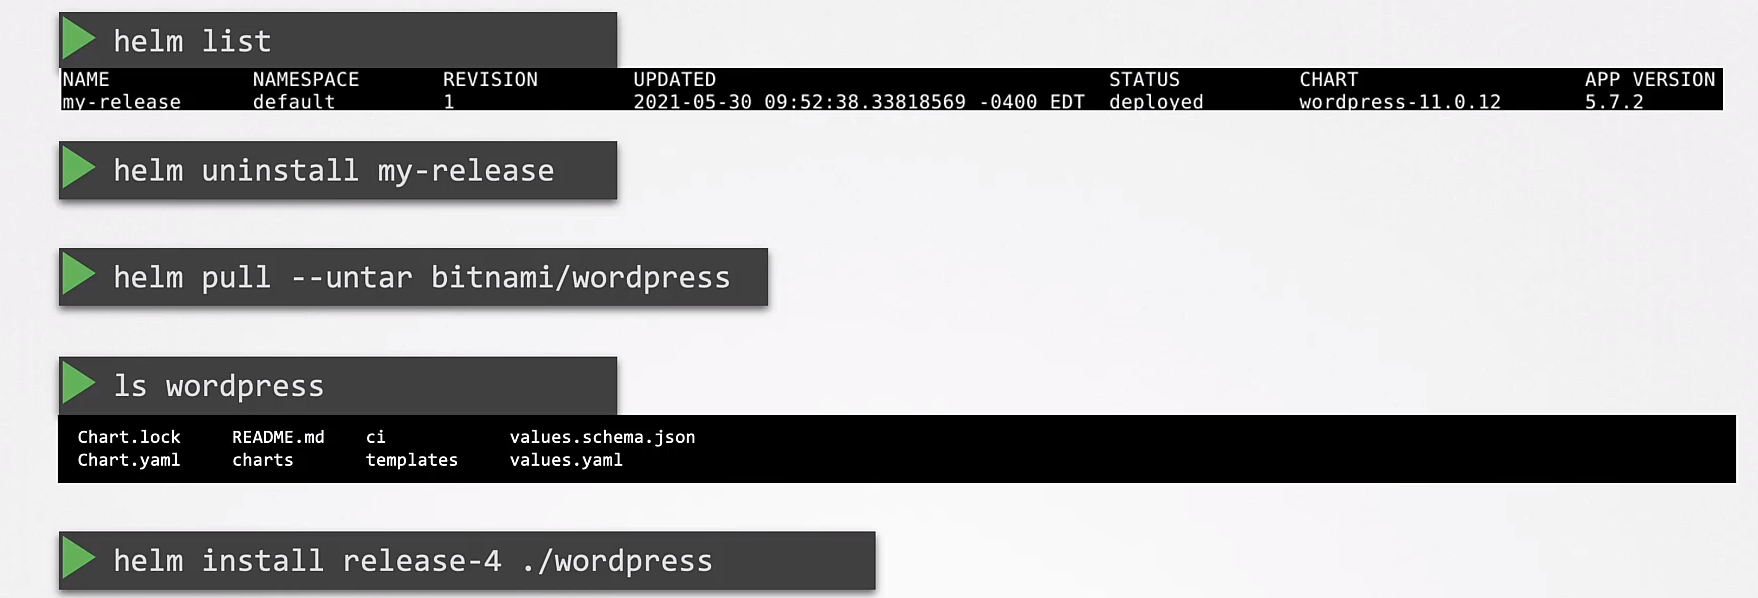 helm list
NAME NAMESPACE REVISION UPDATED STATUS CHART APP VERSION
my-release default 1 2021-05-30 09:52:38.33818569 -0400 EDT deployed wordpress-11.0.12 5.7.2
helm uninstall my-release
helm pull --untar bitnami/wordpress
ls wordpress
Chart.lock README.md ci values.schema.json
Chart.yaml charts templates values.yaml
helm install release-4 ./wordpress